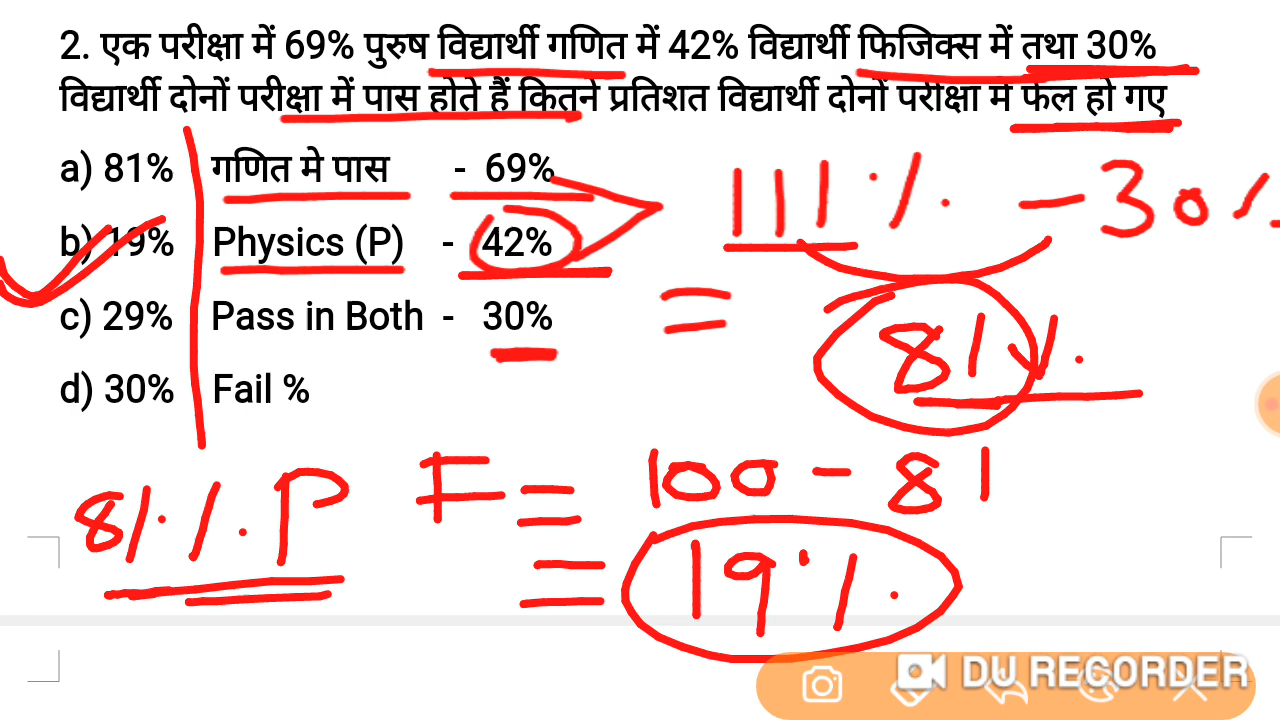 2. एक परीक्षा में 69% पुरुष विद्यार्थी गणित में 42% विद्यार्थी फिजिक्स में तथा 30%
विद्यार्थी दोनों परीक्षा में पास होते हैं कितने प्रतिशत विद्यार्थी दोनों परीक्षा में फेल हो गए
a) 81% गणित मे पास - 69%
111% - 30%
b) 19% Physics (P) - 42%
c) 29% Pass in Both - 30%
= 81%
d) 30% Fail %
81% P F = 100 - 81
= 19%
DU RECORDER